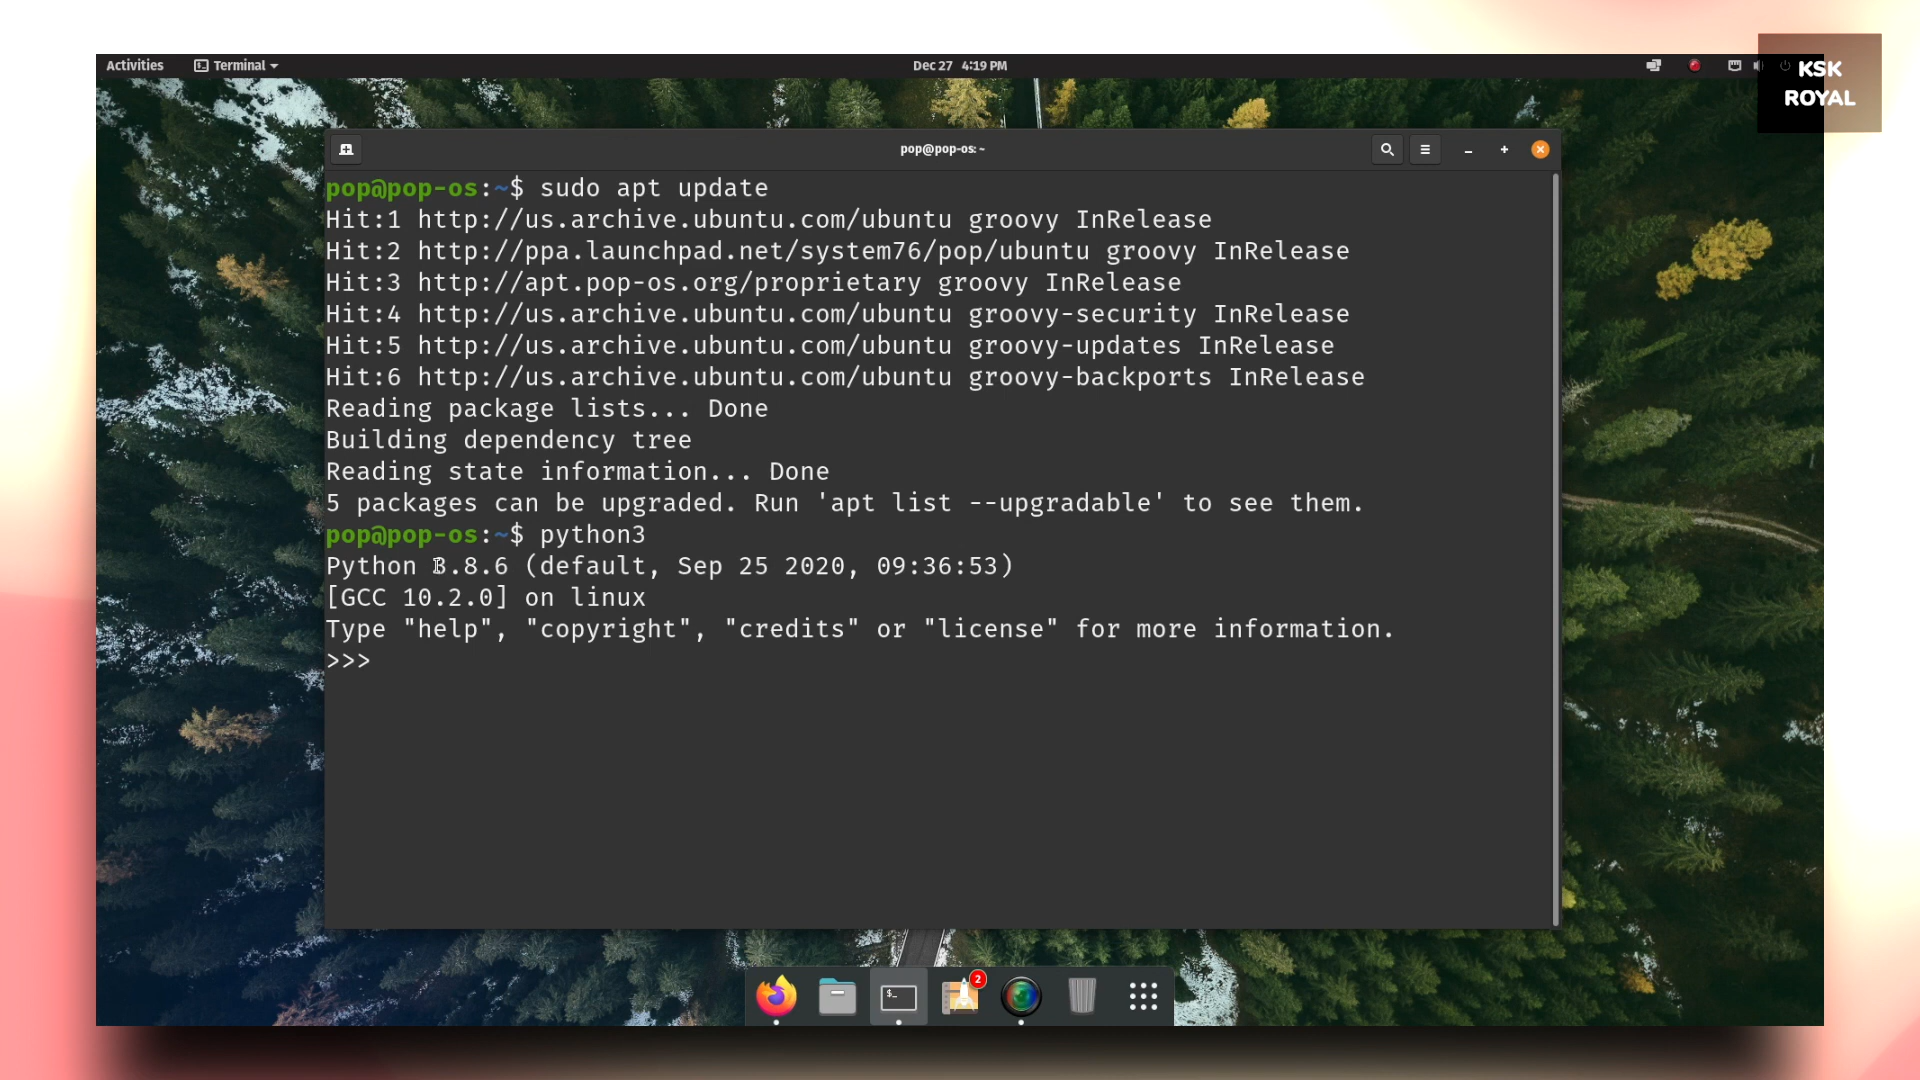 Activities Terminal Dec 27 4:19 PM
KSK
ROYAL
pop@pop-os: ~
pop@pop-os:~$ sudo apt update
Hit:1 http://us.archive.ubuntu.com/ubuntu groovy InRelease
Hit:2 http://ppa.launchpad.net/system76/pop/ubuntu groovy InRelease
Hit:3 http://apt.pop-os.org/proprietary groovy InRelease
Hit:4 http://us.archive.ubuntu.com/ubuntu groovy-security InRelease
Hit:5 http://us.archive.ubuntu.com/ubuntu groovy-updates InRelease
Hit:6 http://us.archive.ubuntu.com/ubuntu groovy-backports InRelease
Reading package lists... Done
Building dependency tree
Reading state information... Done
5 packages can be upgraded. Run 'apt list --upgradable' to see them.
pop@pop-os:~$ python3
Python 3.8.6 (default, Sep 25 2020, 09:36:53)
[GCC 10.2.0] on linux
Type "help", "copyright", "credits" or "license" for more information.
>>>
$_ 2